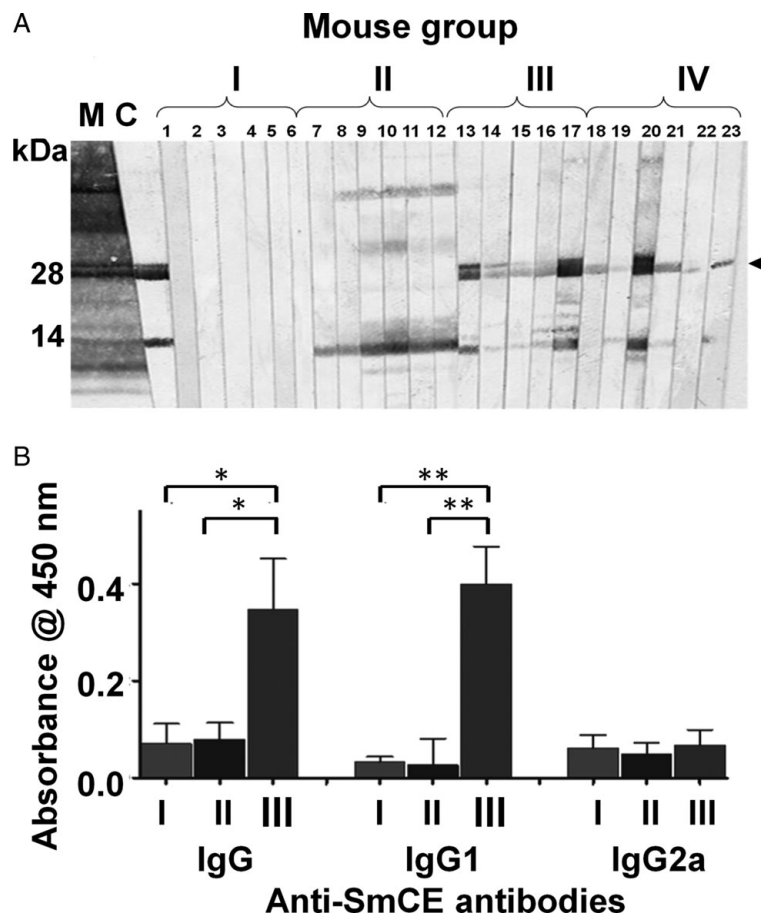 A
Mouse group
I II III IV
M C 1 2 3 4 5 6 7 8 9 10 11 12 13 14 15 16 17 18 19 20 21 22 23
kDa
28
14
B
* **
* **
Absorbance @ 450 nm
0.4
0.2
0.0
I II III I II III I II III
IgG IgG1 IgG2a
Anti-SmCE antibodies